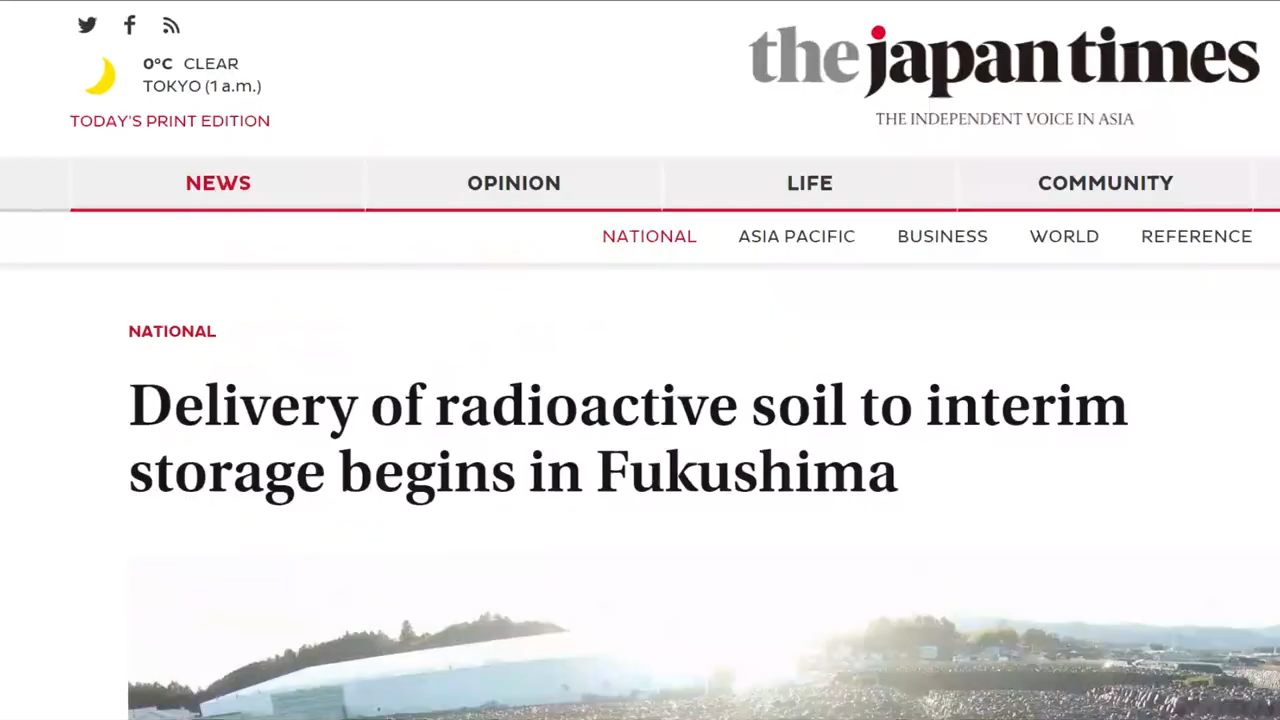 0°C CLEAR
TOKYO (1 a.m.)
TODAY'S PRINT EDITION
the japan times
THE INDEPENDENT VOICE IN ASIA
NEWS OPINION LIFE COMMUNITY
NATIONAL ASIA PACIFIC BUSINESS WORLD REFERENCE
NATIONAL
Delivery of radioactive soil to interim
storage begins in Fukushima